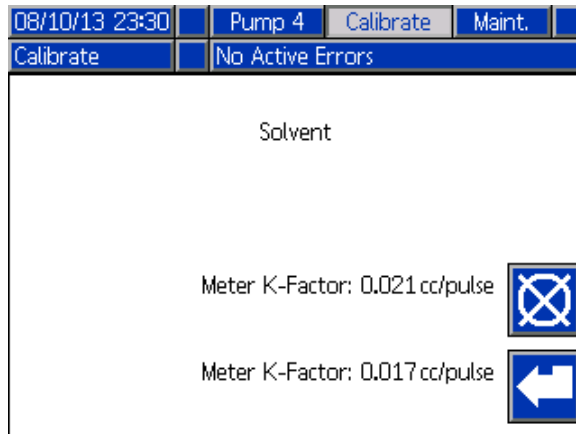 08/10/13 23:30 Pump 4 Calibrate Maint.
Calibrate No Active Errors
Solvent
Meter K-Factor: 0.021 cc/pulse
Meter K-Factor: 0.017 cc/pulse